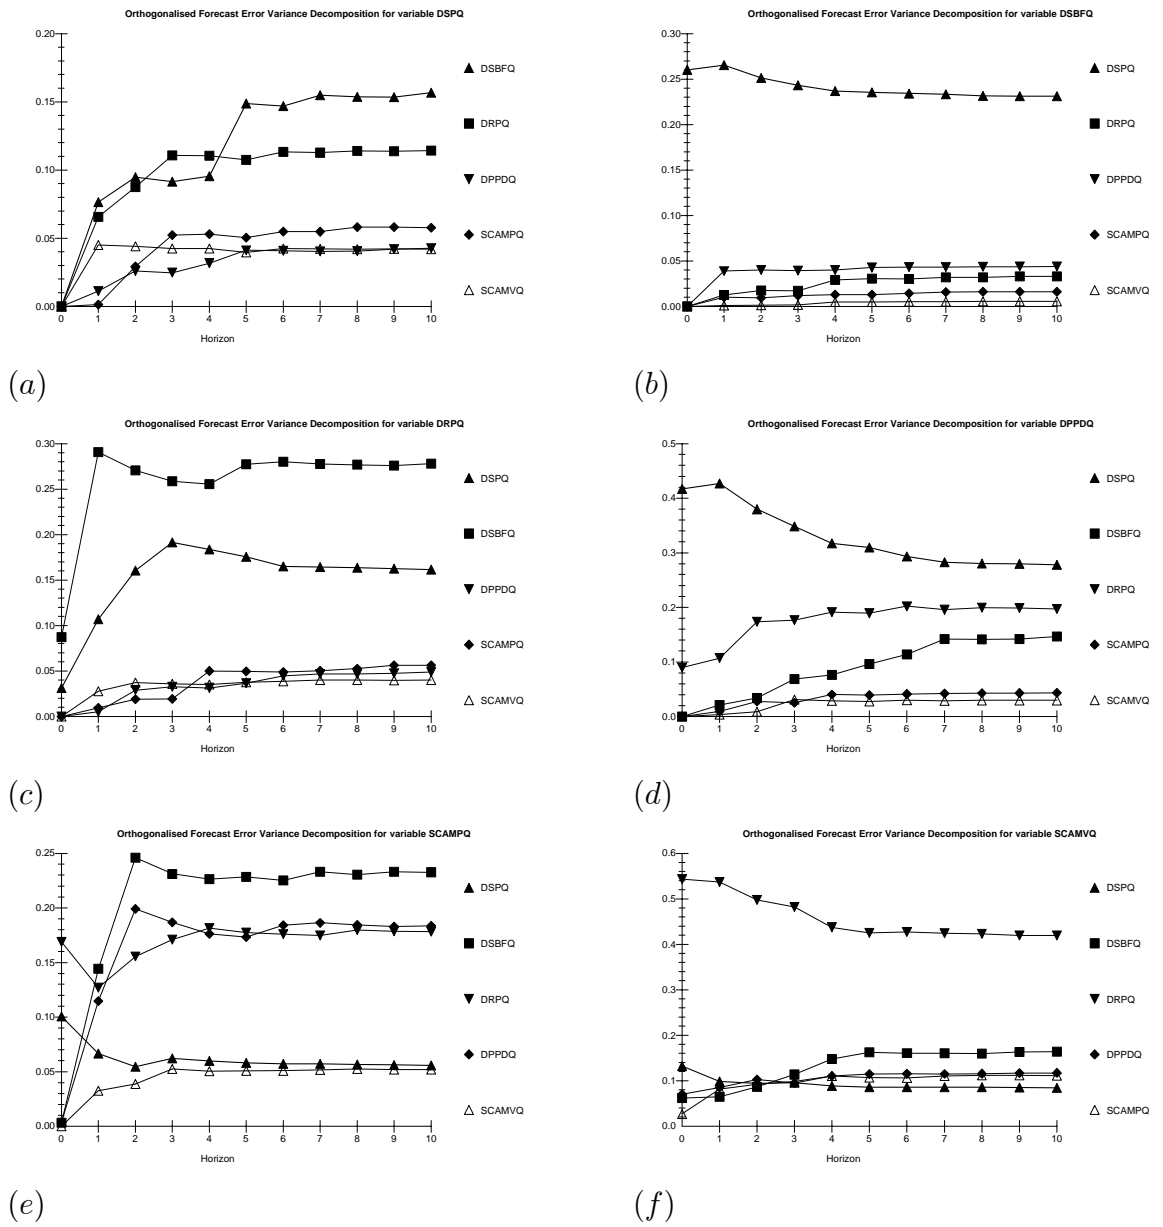 Orthogonalised Forecast Error Variance Decomposition for variable DSPQ
0.20
0.15
0.10
0.05
0.00
0 1 2 3 4 5 6 7 8 9 10
Horizon
DSBFQ
DRPQ
DPPDQ
SCAMPQ
SCAMVQ
(a)
Orthogonalised Forecast Error Variance Decomposition for variable DSBFQ
0.30
0.25
0.20
0.15
0.10
0.05
0.00
0 1 2 3 4 5 6 7 8 9 10
Horizon
DSPQ
DRPQ
DPPDQ
SCAMPQ
SCAMVQ
(b)
Orthogonalised Forecast Error Variance Decomposition for variable DRPQ
0.30
0.25
0.20
0.15
0.10
0.05
0.00
0 1 2 3 4 5 6 7 8 9 10
Horizon
DSPQ
DSBFQ
DPPDQ
SCAMPQ
SCAMVQ
(c)
Orthogonalised Forecast Error Variance Decomposition for variable DPPDQ
0.5
0.4
0.3
0.2
0.1
0.0
0 1 2 3 4 5 6 7 8 9 10
Horizon
DSPQ
DSBFQ
DRPQ
SCAMPQ
SCAMVQ
(d)
Orthogonalised Forecast Error Variance Decomposition for variable SCAMPQ
0.25
0.20
0.15
0.10
0.05
0.00
0 1 2 3 4 5 6 7 8 9 10
Horizon
DSPQ
DSBFQ
DRPQ
DPPDQ
SCAMVQ
(e)
Orthogonalised Forecast Error Variance Decomposition for variable SCAMVQ
0.6
0.5
0.4
0.3
0.2
0.1
0.0
0 1 2 3 4 5 6 7 8 9 10
Horizon
DSPQ
DSBFQ
DRPQ
DPPDQ
SCAMPQ
(f)